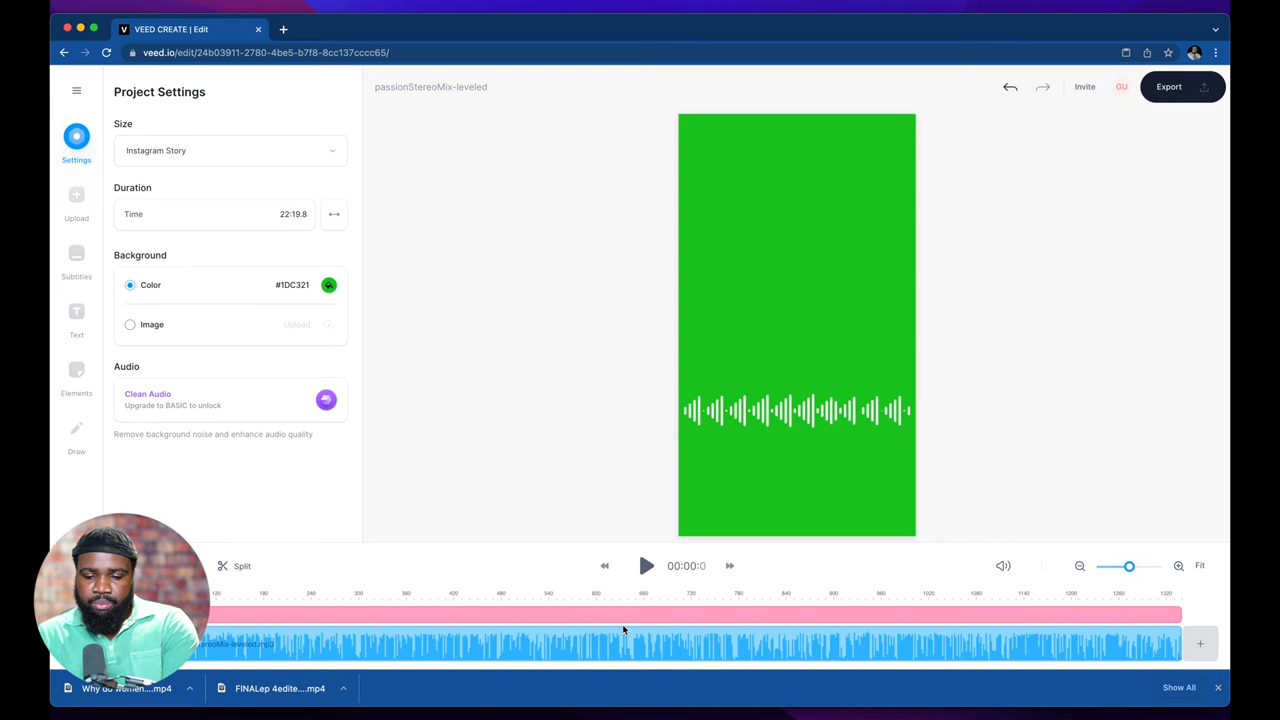 VEED CREATE | Edit
veed.io/edit/24b03911-2780-4be5-b7f8-8cc137cccc65/
Project Settings
passionStereoMix-leveled
Invite
GU
Export
Size
Instagram Story
Settings
Duration
Upload
Time
22:19.8
Background
Subtitles
Color
#1DC321
Image
Upload
Text
Audio
Elements
Clean Audio
Upgrade to BASIC to unlock
Remove background noise and enhance audio quality
Draw
Split
00:00:0
Fit
120 180 240 300 360 420 480 540 600 660 720 780 840 900 960 1020 1080 1140 1200 1260 1320
ereoMix-leveled.mp3
Why do women....mp4
FINALep 4edite....mp4
Show All